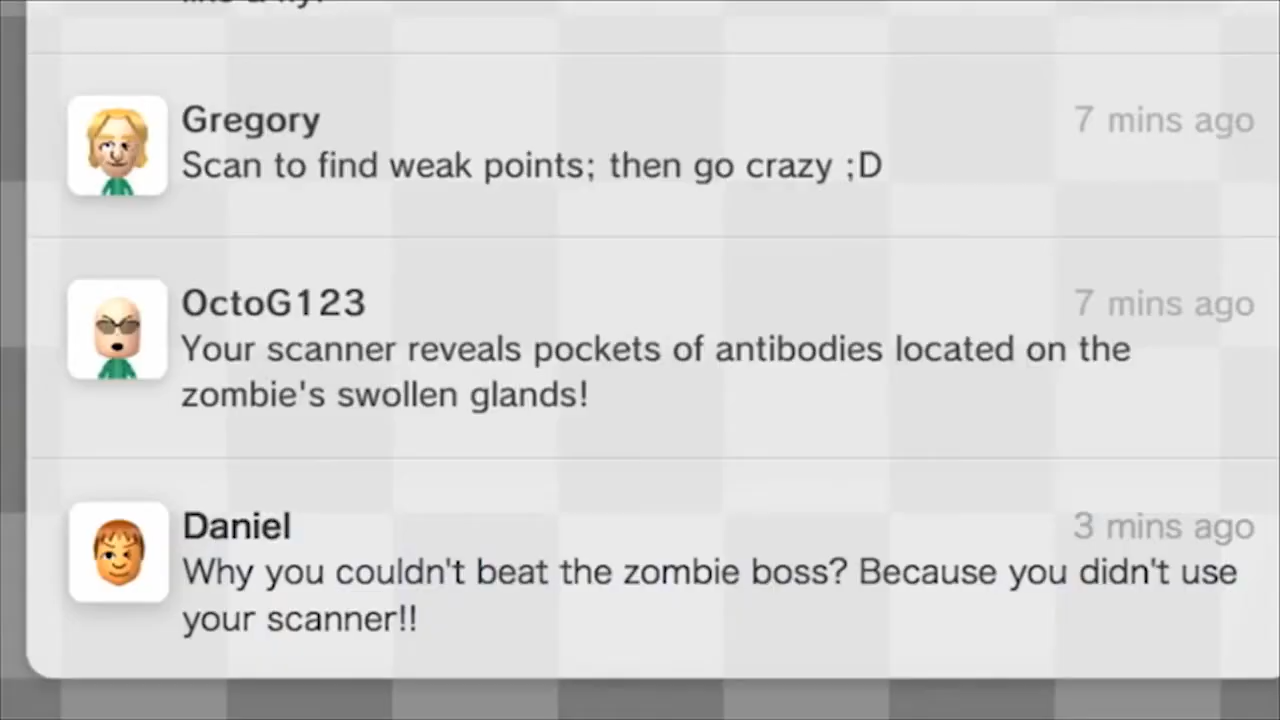 Gregory
7 mins ago
Scan to find weak points; then go crazy ;D
OctoG123
7 mins ago
Your scanner reveals pockets of antibodies located on the
zombie's swollen glands!
Daniel
3 mins ago
Why you couldn't beat the zombie boss? Because you didn't use
your scanner!!